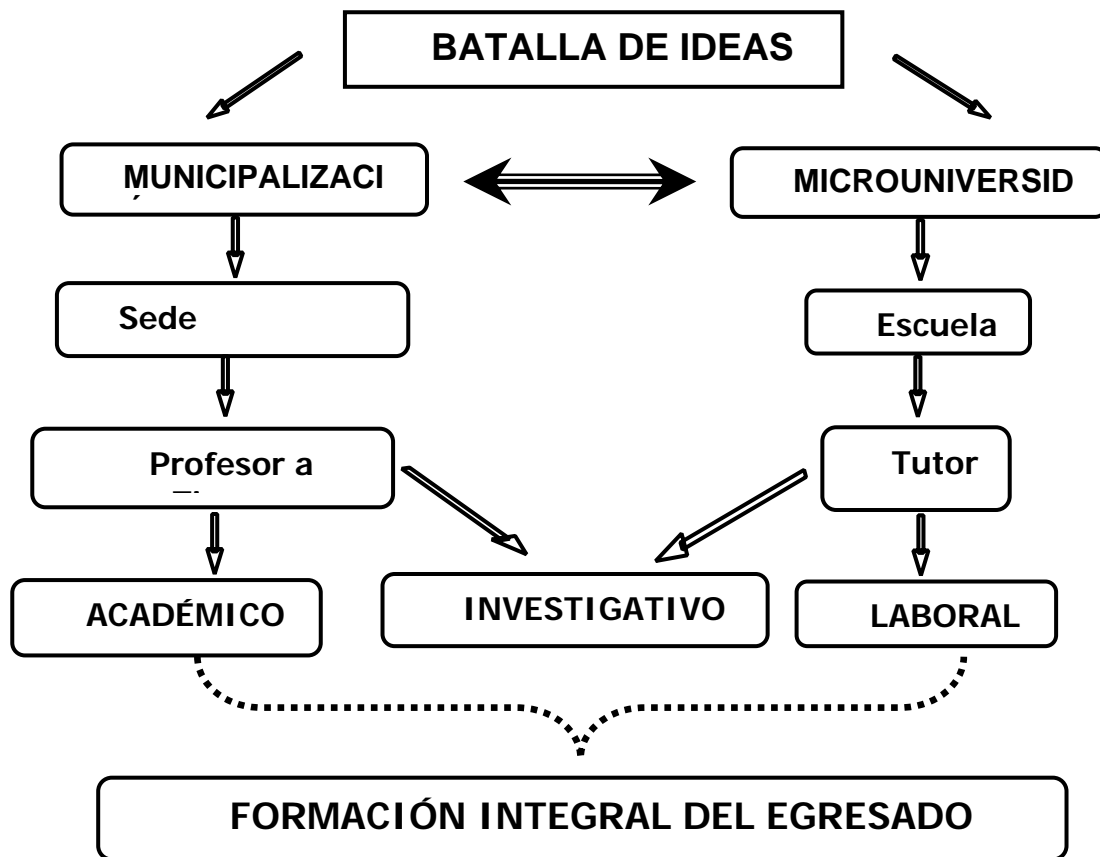 BATALLA DE IDEAS
MUNICIPALIZACI
MICROUNIVERSID
Sede
Escuela
Profesor a
Tutor
ACADÉMICO
INVESTIGATIVO
LABORAL
FORMACIÓN INTEGRAL DEL EGRESADO